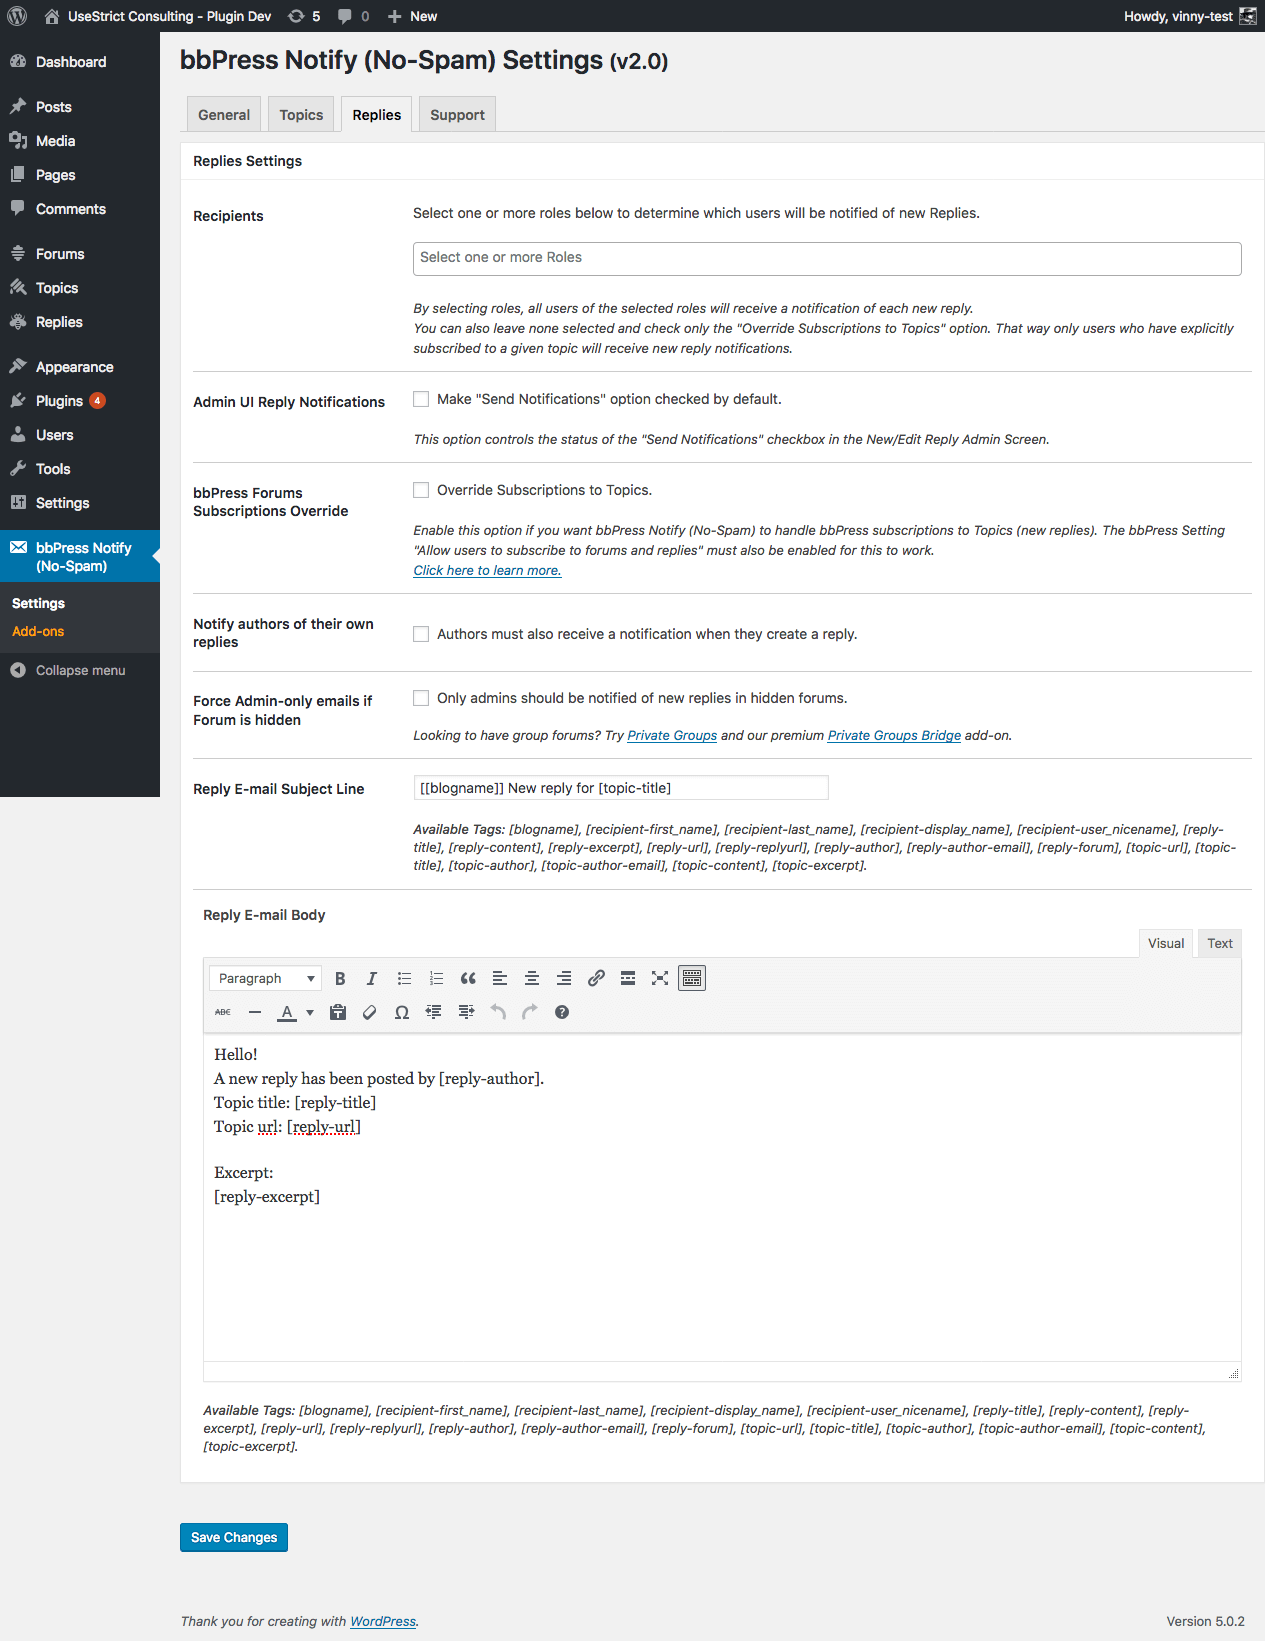 UseStrict Consulting - Plugin Dev 5 0 New Howdy, vinny-test
Dashboard
Posts
Media
Pages
Comments
Forums
Topics
Replies
Appearance
Plugins 4
Users
Tools
Settings
bbPress Notify
(No-Spam)
Settings
Add-ons
Collapse menu
bbPress Notify (No-Spam) Settings (v2.0)
General Topics Replies Support
Replies Settings
Recipients
Select one or more roles below to determine which users will be notified of new Replies.
Select one or more Roles
By selecting roles, all users of the selected roles will receive a notification of each new reply.
You can also leave none selected and check only the "Override Subscriptions to Topics" option. That way only users who have explicitly
subscribed to a given topic will receive new reply notifications.
Admin UI Reply Notifications
Make "Send Notifications" option checked by default.
This option controls the status of the "Send Notifications" checkbox in the New/Edit Reply Admin Screen.
bbPress Forums
Subscriptions Override
Override Subscriptions to Topics.
Enable this option if you want bbPress Notify (No-Spam) to handle bbPress subscriptions to Topics (new replies). The bbPress Setting
"Allow users to subscribe to forums and replies" must also be enabled for this to work.
Click here to learn more.
Notify authors of their own
replies
Authors must also receive a notification when they create a reply.
Force Admin-only emails if
Forum is hidden
Only admins should be notified of new replies in hidden forums.
Looking to have group forums? Try Private Groups and our premium Private Groups Bridge add-on.
Reply E-mail Subject Line
[[blogname]] New reply for [topic-title]
Available Tags: [blogname], [recipient-first_name], [recipient-last_name], [recipient-display_name], [recipient-user_nicename], [reply-
title], [reply-content], [reply-excerpt], [reply-url], [reply-replyurl], [reply-author], [reply-author-email], [reply-forum], [topic-url], [topic-
title], [topic-author], [topic-author-email], [topic-content], [topic-excerpt].
Reply E-mail Body
Visual Text
Paragraph B I
ABC A Ω
Hello!
A new reply has been posted by [reply-author].
Topic title: [reply-title]
Topic url: [reply-url]
Excerpt:
[reply-excerpt]
Available Tags: [blogname], [recipient-first_name], [recipient-last_name], [recipient-display_name], [recipient-user_nicename], [reply-title], [reply-content], [reply-
excerpt], [reply-url], [reply-replyurl], [reply-author], [reply-author-email], [reply-forum], [topic-url], [topic-title], [topic-author], [topic-author-email], [topic-content],
[topic-excerpt].
Save Changes
Thank you for creating with WordPress.
Version 5.0.2